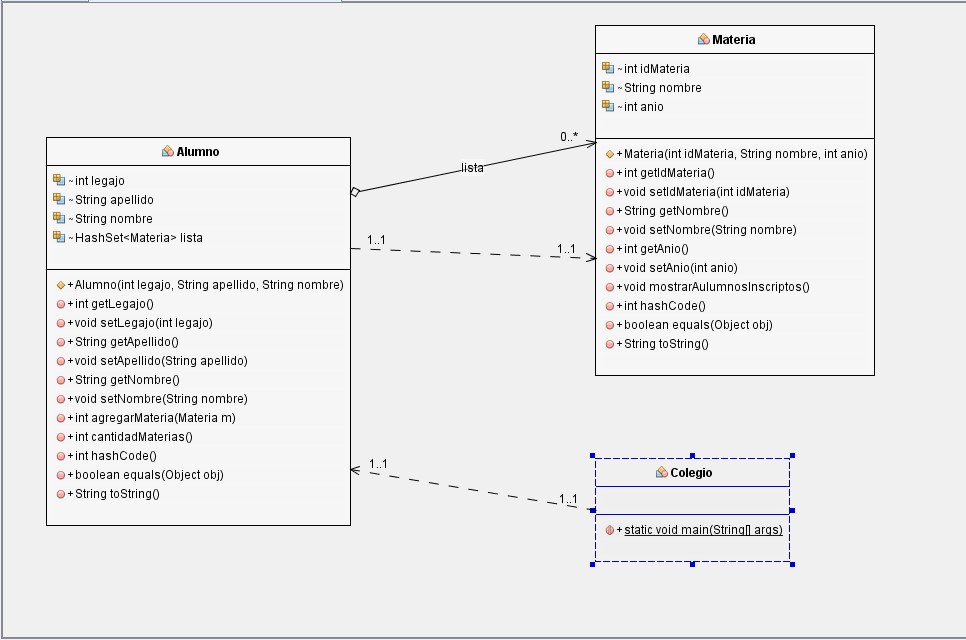 Alumno
~int legajo
~String apellido
~String nombre
~HashSet<Materia> lista
+Alumno(int legajo, String apellido, String nombre)
+int getLegajo()
+void setLegajo(int legajo)
+String getApellido()
+void setApellido(String apellido)
+String getNombre()
+void setNombre(String nombre)
+int agregarMateria(Materia m)
+int cantidadMaterias()
+int hashCode()
+boolean equals(Object obj)
+String toString()
lista
0..*
1..1
1..1
1..1
1..1
Materia
~int idMateria
~String nombre
~int anio
+Materia(int idMateria, String nombre, int anio)
+int getIdMateria()
+void setIdMateria(int idMateria)
+String getNombre()
+void setNombre(String nombre)
+int getAnio()
+void setAnio(int anio)
+void mostrarAulumnosInscriptos()
+int hashCode()
+boolean equals(Object obj)
+String toString()
Colegio
+static void main(String[] args)